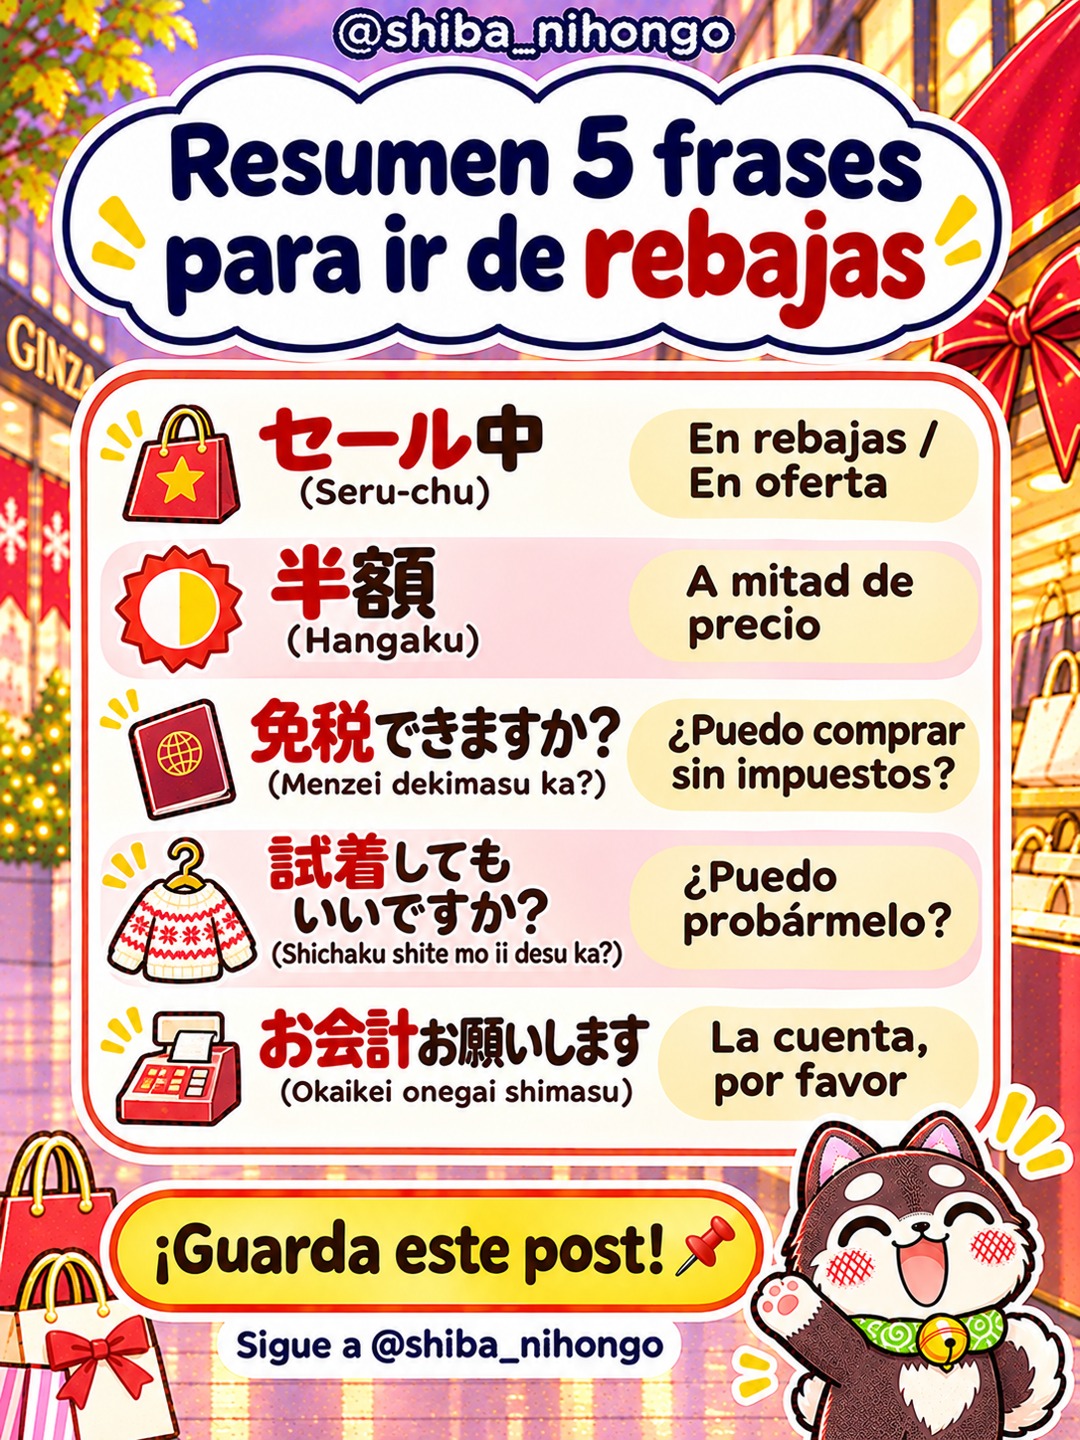 @shiba_nihongo
Resumen 5 frases
para ir de rebajas
GINZA
セール中
(Seru-chu)
En rebajas /
En oferta
半額
(Hangaku)
A mitad de
precio
免税できますか?
(Menzei dekimasu ka?)
¿Puedo comprar
sin impuestos?
試着しても
いいですか?
(Shichaku shite mo ii desu ka?)
¿Puedo
probármelo?
お会計お願いします
(Okaikei onegai shimasu)
La cuenta,
por favor
¡Guarda este post!
Sigue a @shiba_nihongo